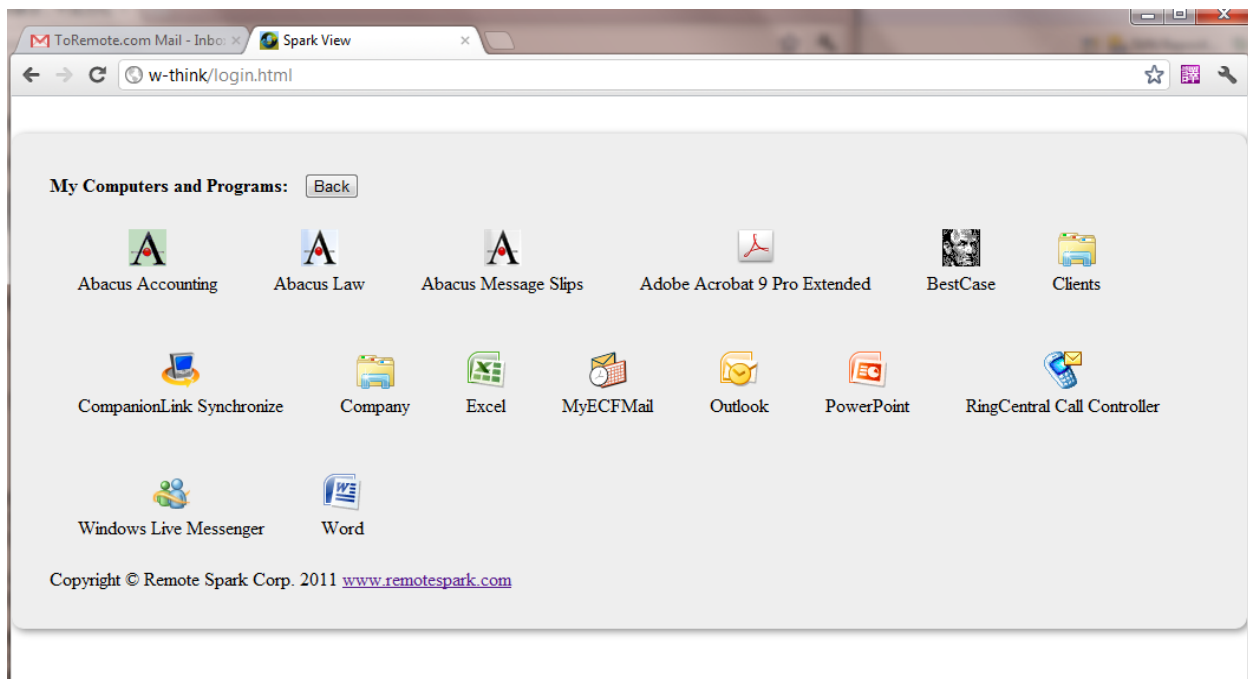 ToRemote.com Mail - Inbo
Spark View
w-think/login.html
My Computers and Programs: Back
Abacus Accounting Abacus Law Abacus Message Slips Adobe Acrobat 9 Pro Extended BestCase Clients
CompanionLink Synchronize Company Excel MyECFMail Outlook PowerPoint RingCentral Call Controller
Windows Live Messenger Word
Copyright © Remote Spark Corp. 2011 www.remotespark.com